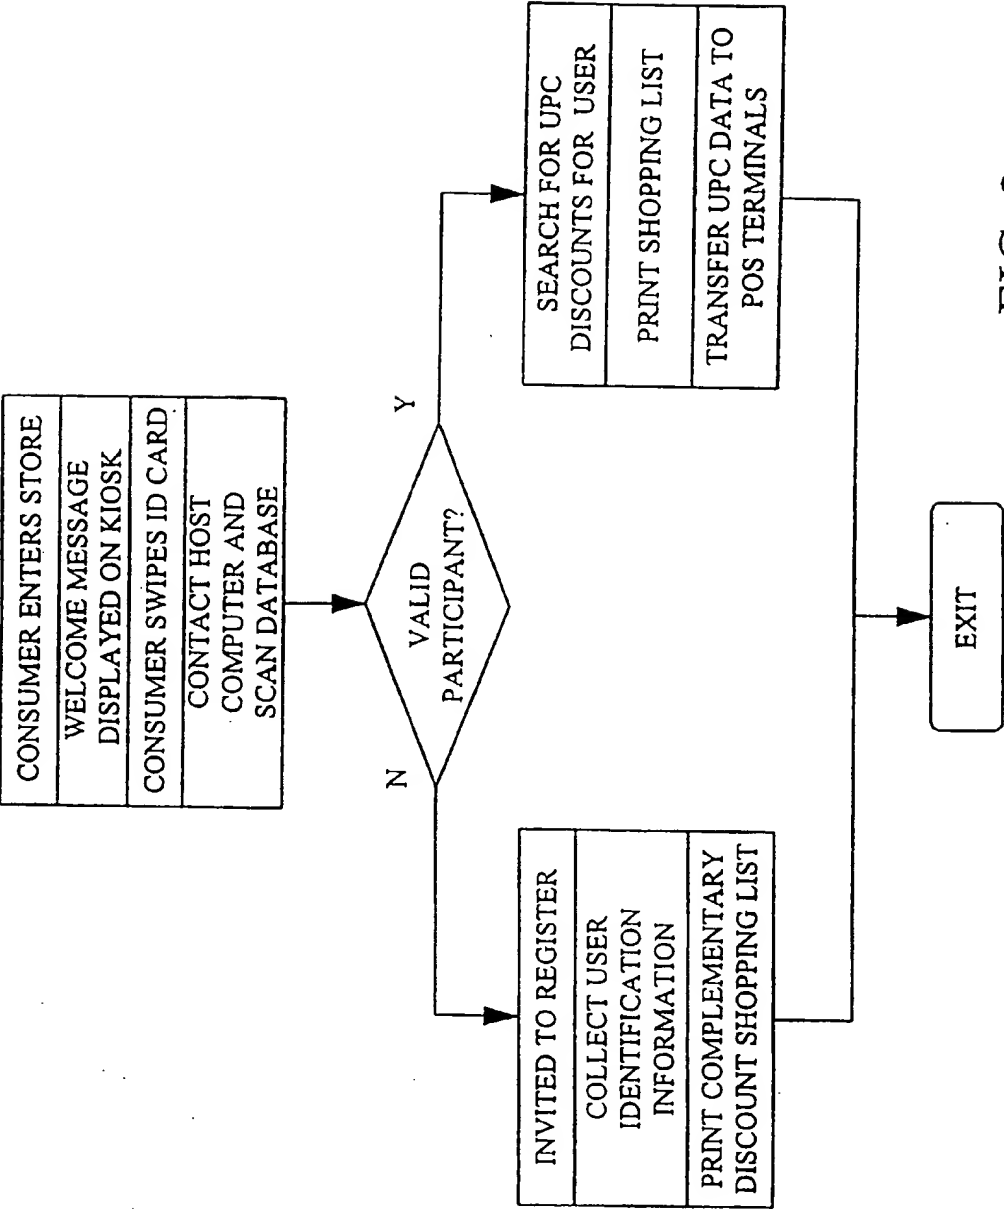 CONSUMER ENTERS STORE
WELCOME MESSAGE
DISPLAYED ON KIOSK
CONSUMER SWIPES ID CARD
CONTACT HOST
COMPUTER AND
SCAN DATABASE
VALID
PARTICIPANT?
N
Y
INVITED TO REGISTER
COLLECT USER
IDENTIFICATION
INFORMATION
PRINT COMPLEMENTARY
DISCOUNT SHOPPING LIST
SEARCH FOR UPC
DISCOUNTS FOR USER
PRINT SHOPPING LIST
TRANSFER UPC DATA TO
POS TERMINALS
EXIT